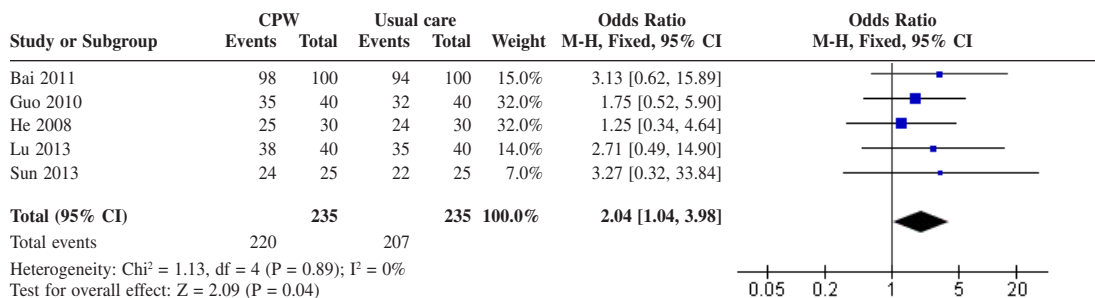 CPW Usual care Odds Ratio Odds Ratio
Study or Subgroup Events Total Events Total Weight M-H, Fixed, 95% CI M-H, Fixed, 95% CI
Bai 2011 98 100 94 100 15.0% 3.13 [0.62, 15.89]
Guo 2010 35 40 32 40 32.0% 1.75 [0.52, 5.90]
He 2008 25 30 24 30 32.0% 1.25 [0.34, 4.64]
Lu 2013 38 40 35 40 14.0% 2.71 [0.49, 14.90]
Sun 2013 24 25 22 25 7.0% 3.27 [0.32, 33.84]
Total (95% CI) 235 235 100.0% 2.04 [1.04, 3.98]
Total events 220 207
Heterogeneity: Chi² = 1.13, df = 4 (P = 0.89); I² = 0%
Test for overall effect: Z = 2.09 (P = 0.04)
0.05 0.2 1 5 20